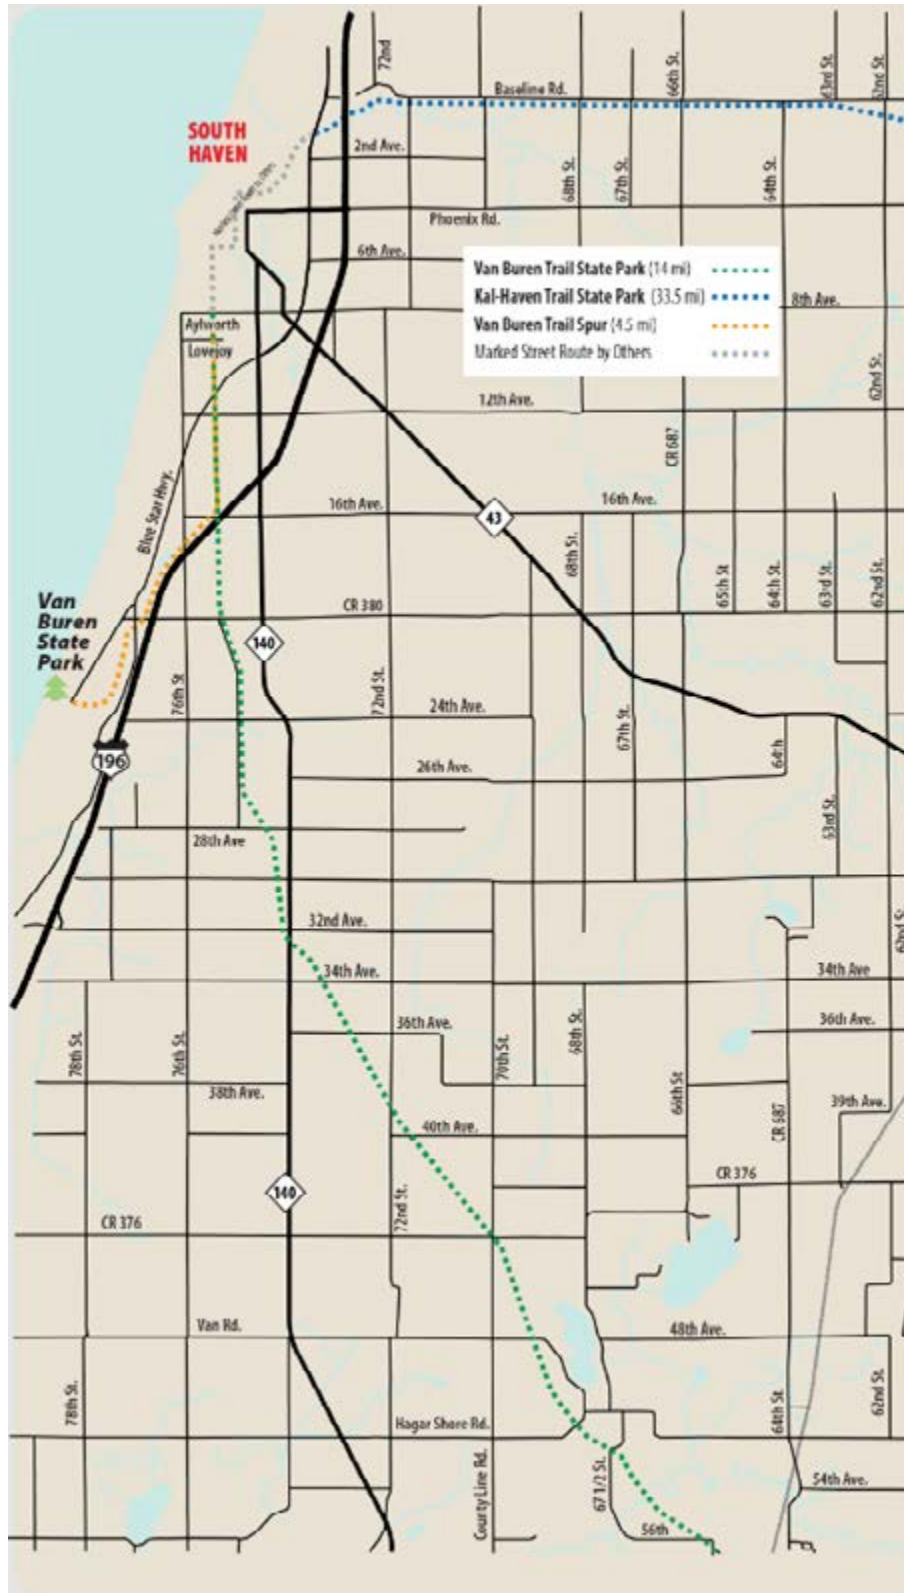 72nd
66th St.
63rd St.
62nd St.
Baseline Rd.
SOUTH
HAVEN
2nd Ave.
68th St.
67th St.
64th St.
Phoenix Rd.
6th Ave.
Van Buren Trail State Park (14 mi)
Kal-Haven Trail State Park (33.5 mi)
Van Buren Trail Spur (4.5 mi)
Marked Street Route by Others
8th Ave.
Aylworth
Lovejoy
62nd St.
12th Ave.
CR 687
Blue Star Hwy.
16th Ave.
43
16th Ave.
68th St.
65th St
64th St.
63rd St.
62nd St.
Van
Buren
State
Park
CR 380
140
76th St
72nd St.
24th Ave.
67th St.
64th
196
26th Ave.
63rd St.
28th Ave
32nd Ave.
62nd St
34th Ave.
34th Ave
36th Ave.
36th Ave.
78th St.
76th St.
70th St.
68th St.
38th Ave.
66th St
CR 687
39th Ave.
40th Ave.
CR 376
140
72nd St.
CR 376
Van Rd.
48th Ave.
78th St.
64th St.
62nd St.
Hagar Shore Rd.
County Line Rd.
67 1/2 St.
54th Ave.
56th